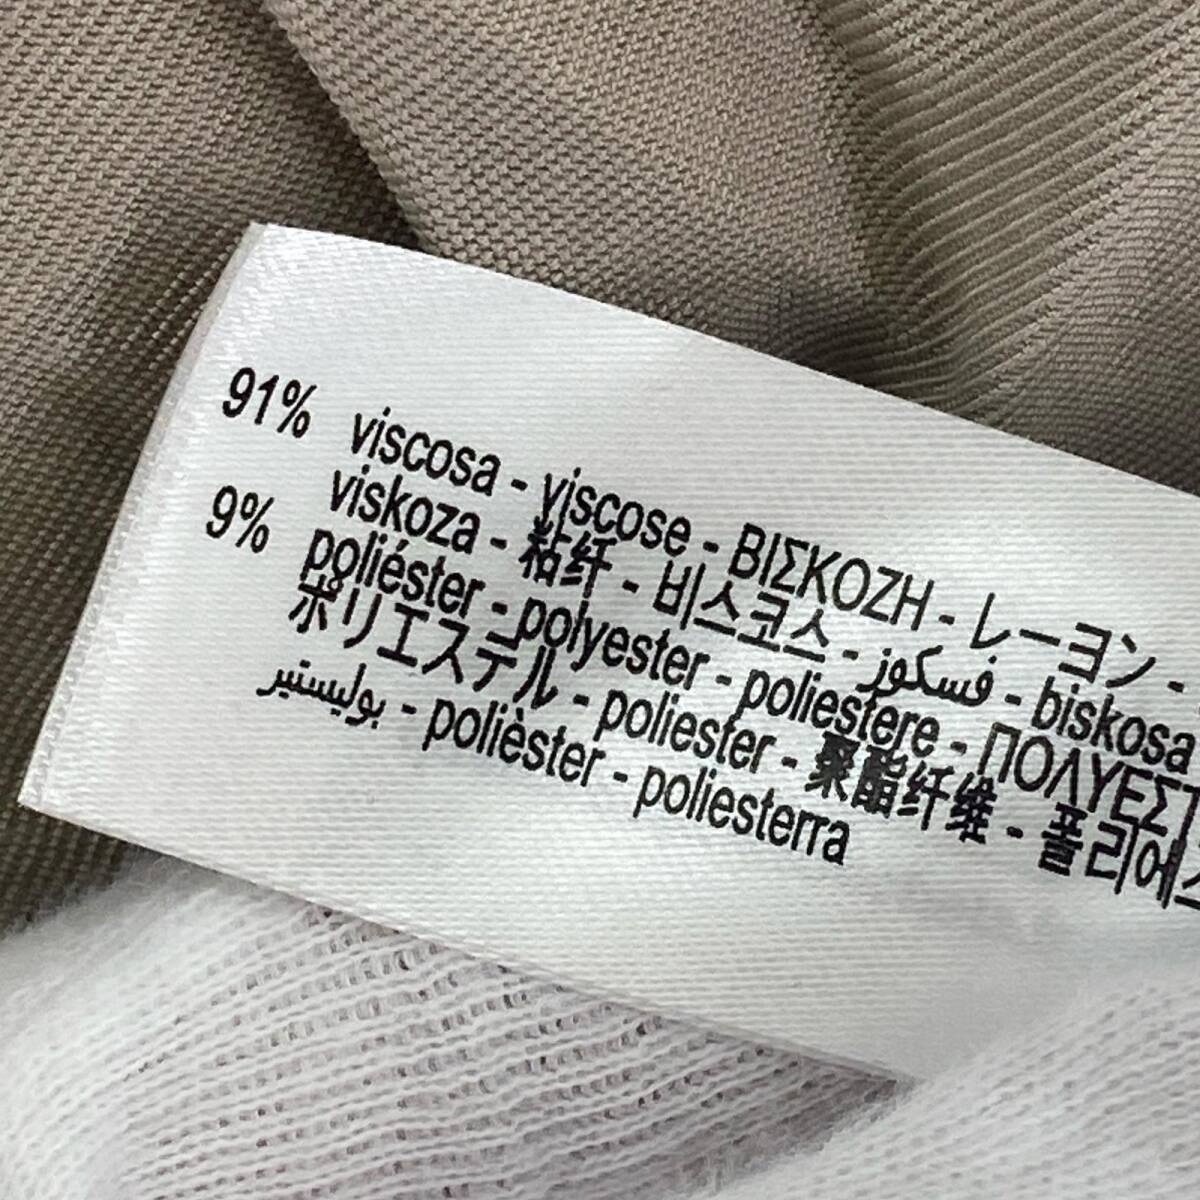 91% viscosa - viscose - ΒΙΣΚΟΖΗ - レーヨン -
viskoza - 粘纤 - 비스코스 - فسكوز - biskosa
9% poliéster - polyester - poliestere - ΠΟΛΥΕΣΤ
ポリエステル - poliester - 聚酯纤维 - 폴리에스
بوليستير - polièster - poliesterra